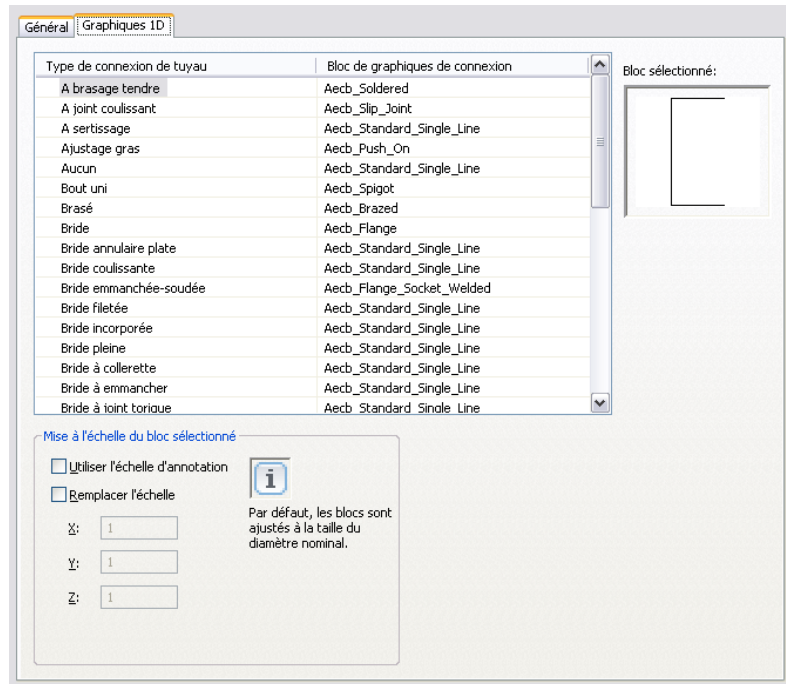 Général Graphiques 1D
Type de connexion de tuyau Bloc de graphiques de connexion
Bloc sélectionné:
A brasage tendre Aecb_Soldered
A joint coulissant Aecb_Slip_Joint
A sertissage Aecb_Standard_Single_Line
Ajustage gras Aecb_Push_On
Aucun Aecb_Standard_Single_Line
Bout uni Aecb_Spigot
Brasé Aecb_Brazed
Bride Aecb_Flange
Bride annulaire plate Aecb_Standard_Single_Line
Bride coulissante Aecb_Standard_Single_Line
Bride emmanchée-soudée Aecb_Flange_Socket_Welded
Bride filetée Aecb_Standard_Single_Line
Bride incorporée Aecb_Standard_Single_Line
Bride pleine Aecb_Standard_Single_Line
Bride à collerette Aecb_Standard_Single_Line
Bride à emmancher Aecb_Standard_Single_Line
Bride à joint torique Aecb_Standard_Single_Line
Mise à l'échelle du bloc sélectionné
Utiliser l'échelle d'annotation
Remplacer l'échelle
X: 1
Y: 1
Z: 1
i
Par défaut, les blocs sont
ajustés à la taille du
diamètre nominal.